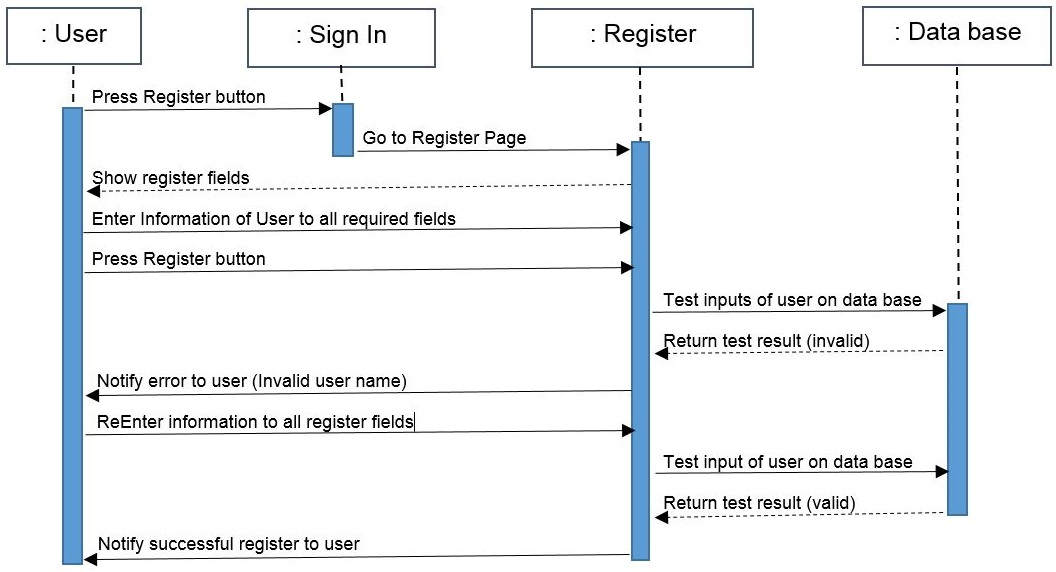 : User
: Sign In
: Register
: Data base
Press Register button
Go to Register Page
Show register fields
Enter Information of User to all required fields
Press Register button
Test inputs of user on data base
Return test result (invalid)
Notify error to user (Invalid user name)
ReEnter information to all register fields
Test input of user on data base
Return test result (valid)
Notify successful register to user